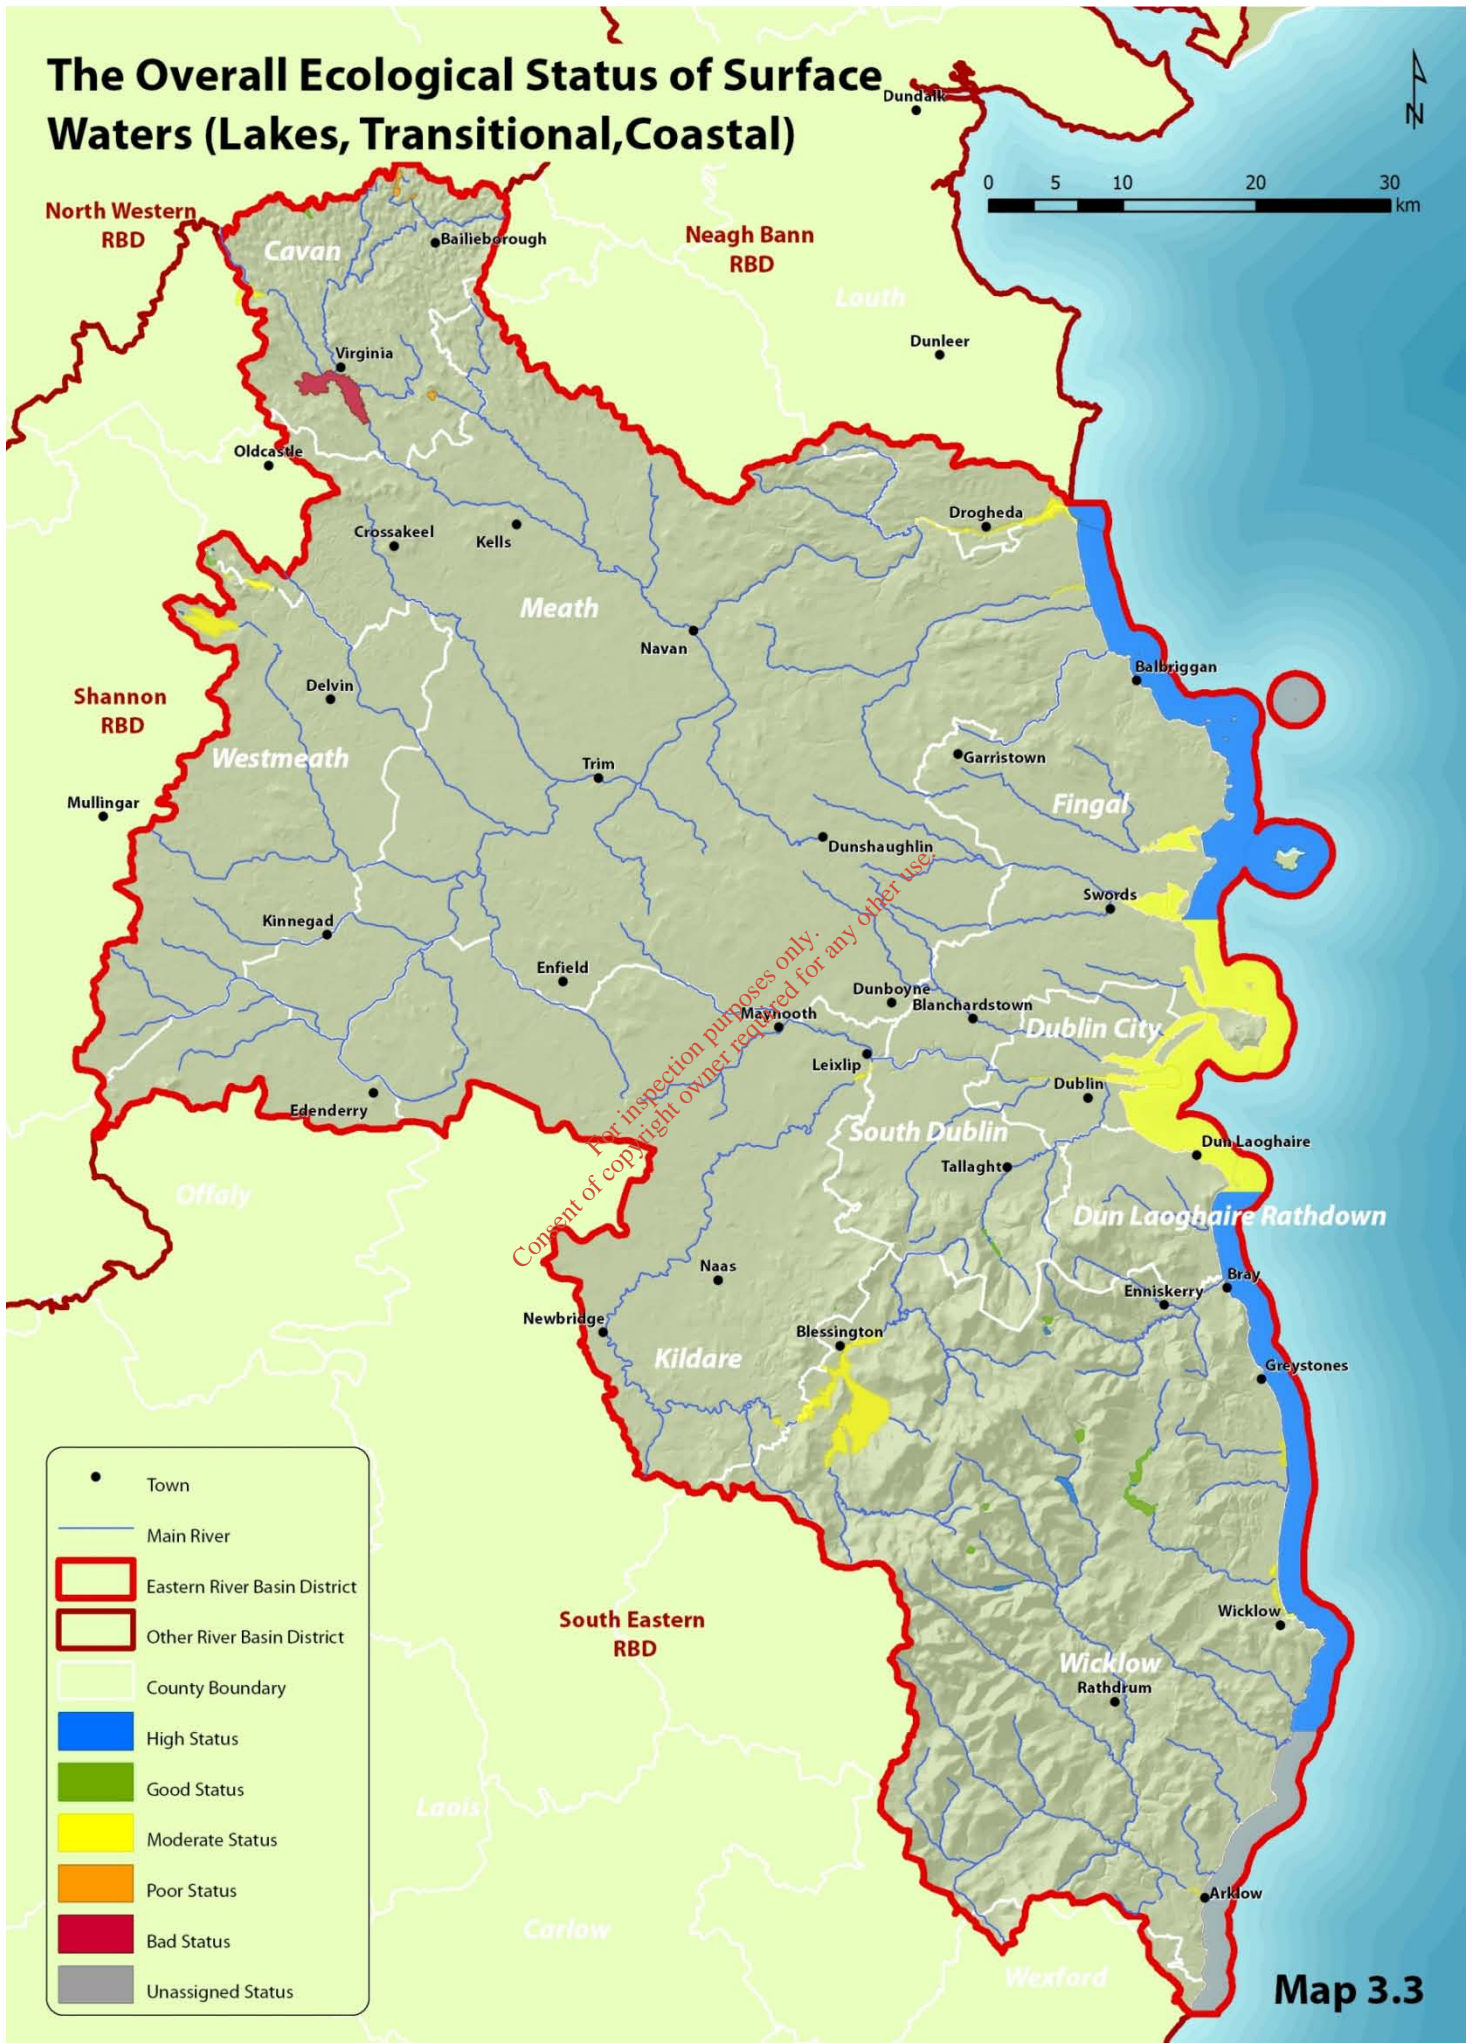 The Overall Ecological Status of Surface
Waters (Lakes, Transitional,Coastal)
Dundalk
N
0 5 10 20 30
km
North Western
RBD
Cavan
Bailieborough
Neagh Bann
RBD
Louth
Dunleer
Virginia
Oldcastle
Drogheda
Crossakeel
Kells
Meath
Navan
Balbriggan
Shannon
RBD
Delvin
Westmeath
Trim
Garristown
Fingal
Mullingar
Dunshaughlin
Swords
Kinnegad
Enfield
Dunboyne
Blanchardstown
Maynooth
Dublin City
Leixlip
Dublin
Edenderry
South Dublin
Dun Laoghaire
Tallaght
Offaly
Dun Laoghaire Rathdown
For inspection purposes only.
Consent of copyright owner required for any other use.
Naas
Bray
Enniskerry
Newbridge
Blessington
Kildare
Greystones
South Eastern
RBD
Wicklow
Wicklow
Rathdrum
Laois
Arklow
Carlow
Wexford
Town
Main River
Eastern River Basin District
Other River Basin District
County Boundary
High Status
Good Status
Moderate Status
Poor Status
Bad Status
Unassigned Status
Map 3.3